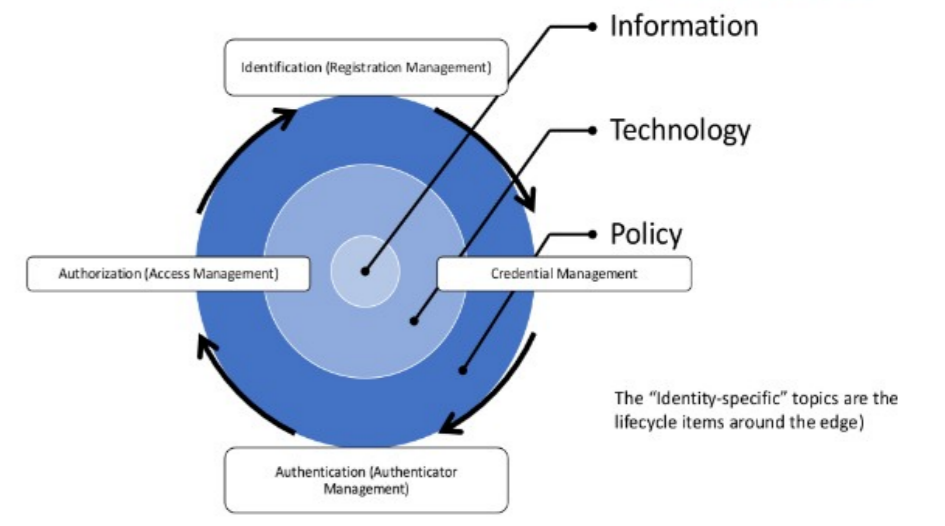 Information
Identification (Registration Management)
Technology
Policy
Authorization (Access Management)
Credential Management
The “Identity-specific” topics are the
lifecycle items around the edge)
Authentication (Authenticator
Management)